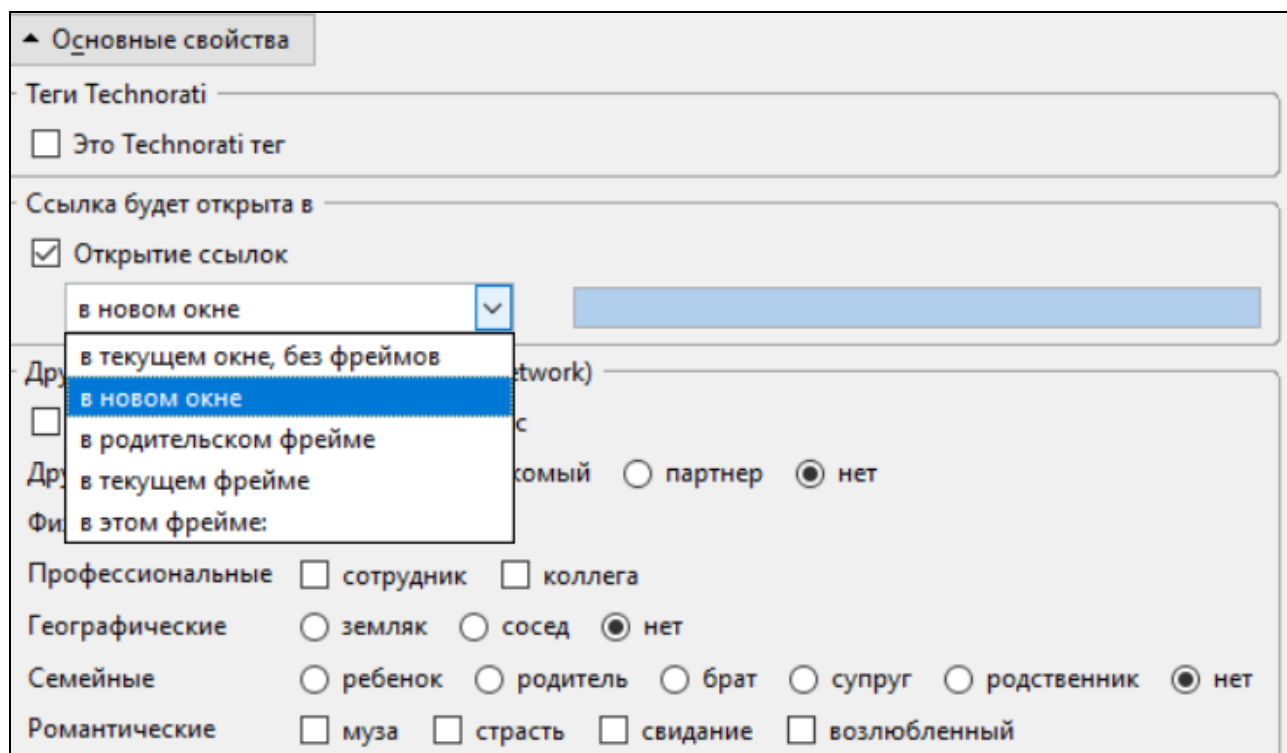 Основные свойства
Теги Technorati
Это Technorati тег
Ссылка будет открыта в
Открытие ссылок
в новом окне
в текущем окне, без фреймов
в новом окне
в родительском фрейме
в текущем фрейме
в этом фрейме:
партнер нет
Профессиональные сотрудник коллега
Географические земляк сосед нет
Семейные ребенок родитель брат супруг родственник нет
Романтические муза страсть свидание возлюбленный